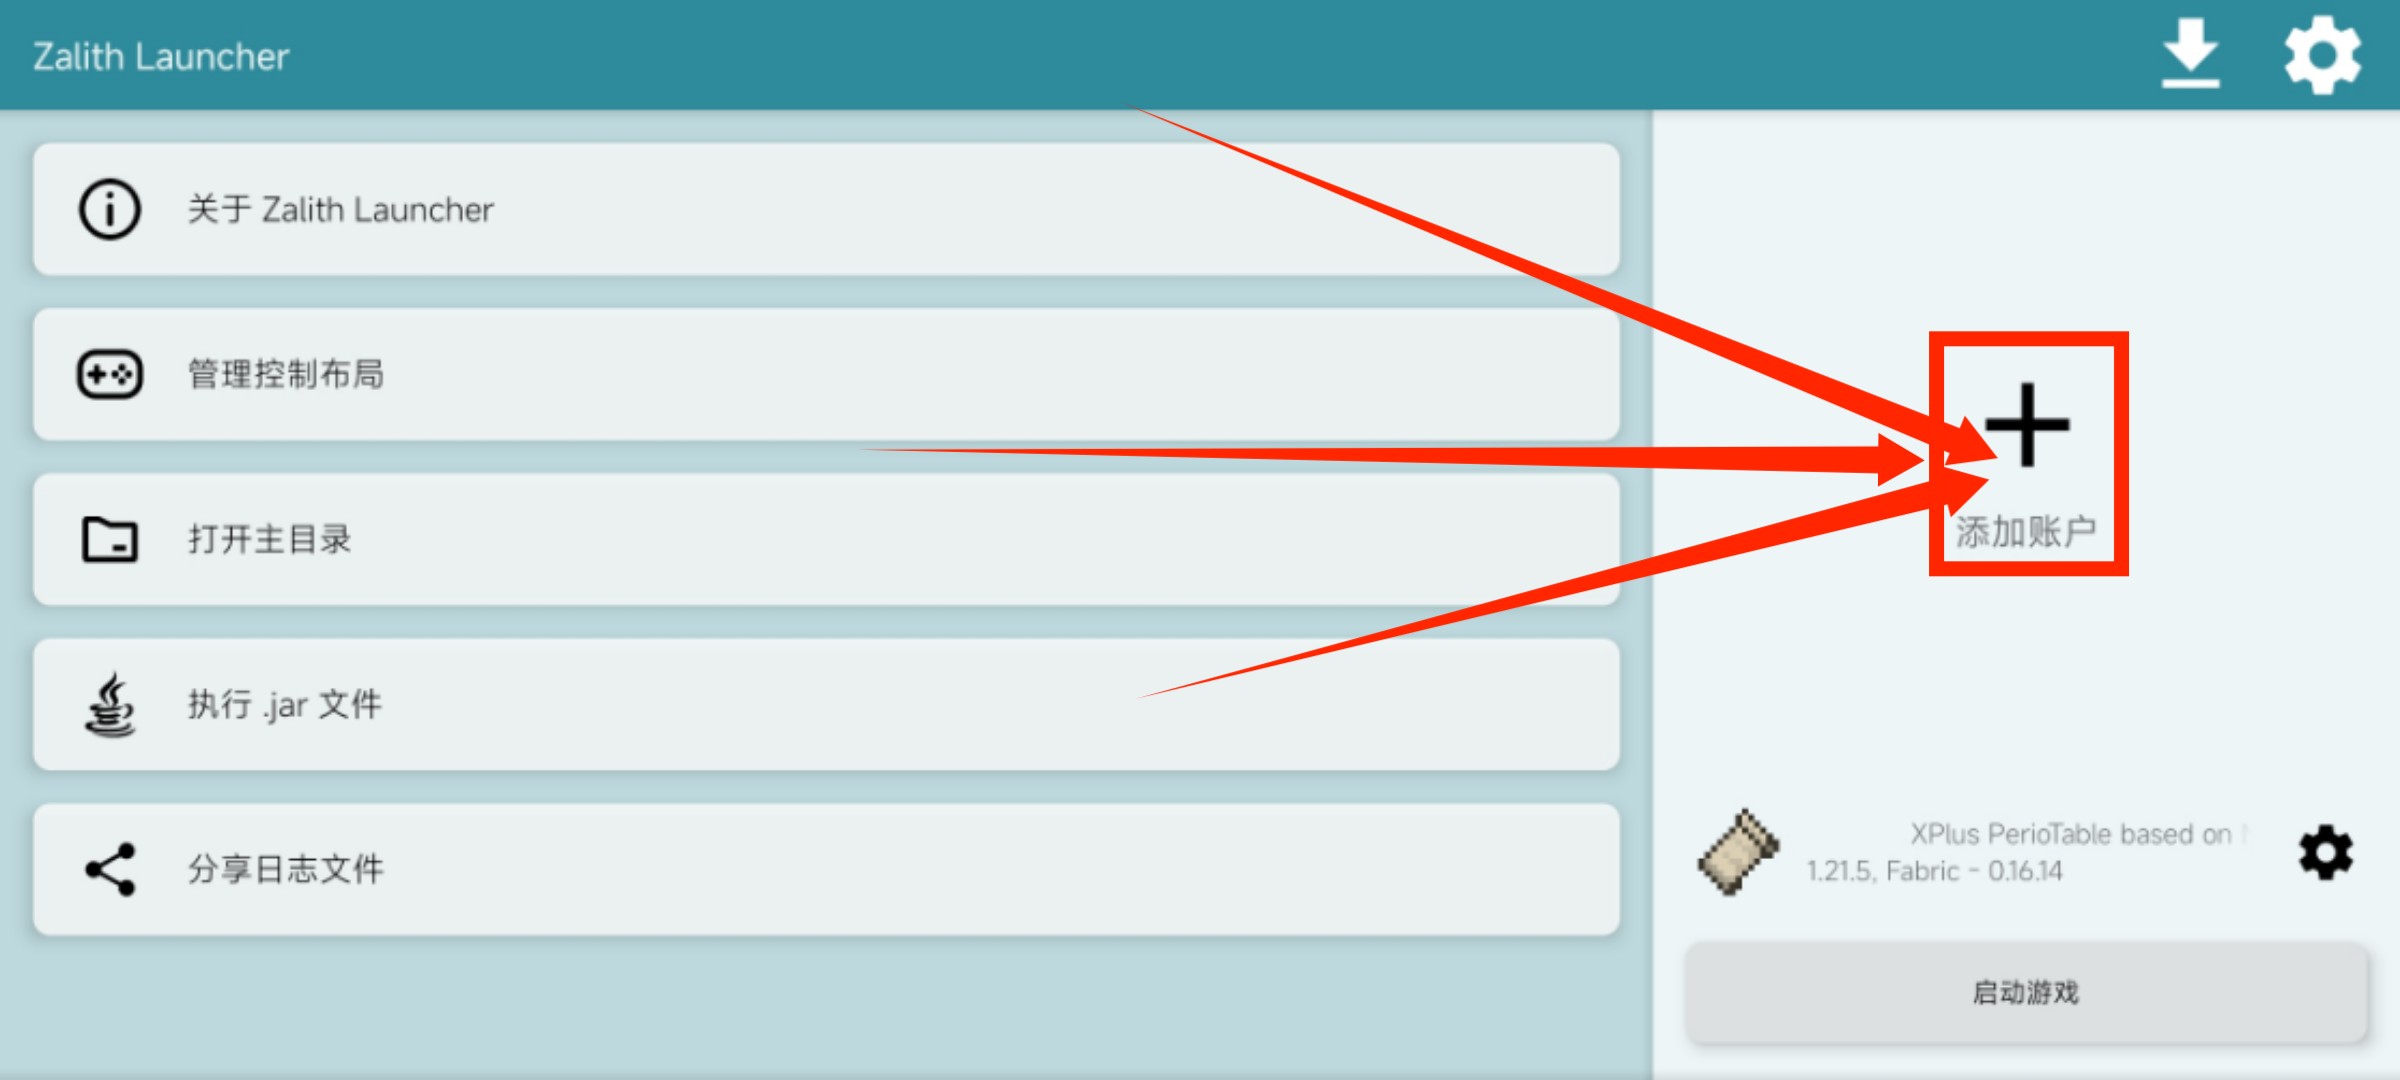 Zalith Launcher
关于 Zalith Launcher
管理控制布局
打开主目录
执行 .jar 文件
分享日志文件
添加账户
XPlus PerioTable based on
1.21.5, Fabric - 0.16.14
启动游戏